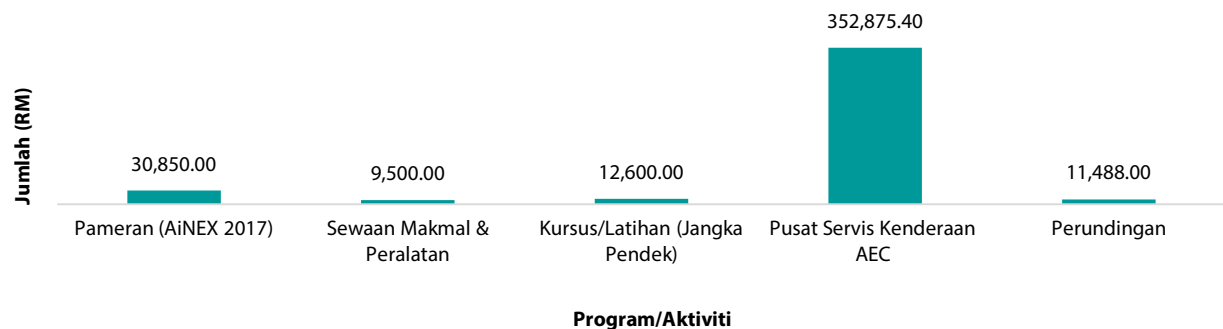 352,875.40
30,850.00
9,500.00
12,600.00
11,488.00
Jumlah (RM)
Pameran (AiNEX 2017)
Sewaan Makmal &
Peralatan
Kursus/Latihan (Jangka
Pendek)
Pusat Servis Kenderaan
AEC
Perundingan
Program/Aktiviti